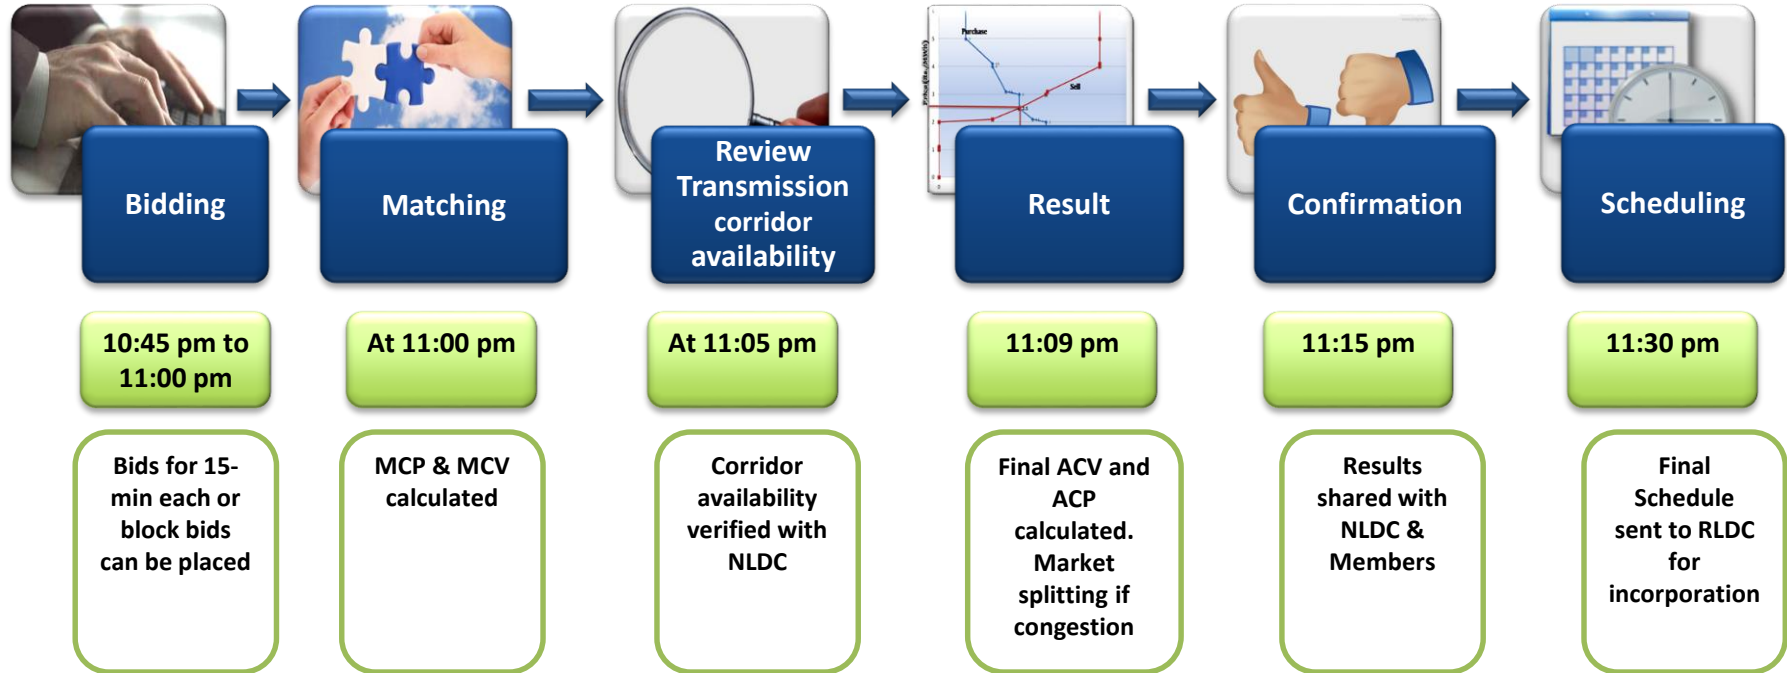 Purchase
Sell
Bidding
Matching
Review
Transmission
corridor
availability
Result
Confirmation
Scheduling
10:45 pm to
11:00 pm
At 11:00 pm
At 11:05 pm
11:09 pm
11:15 pm
11:30 pm
Bids for 15-
min each or
block bids
can be placed
MCP & MCV
calculated
Corridor
availability
verified with
NLDC
Final ACV and
ACP
calculated.
Market
splitting if
congestion
Results
shared with
NLDC &
Members
Final
Schedule
sent to RLDC
for
incorporation